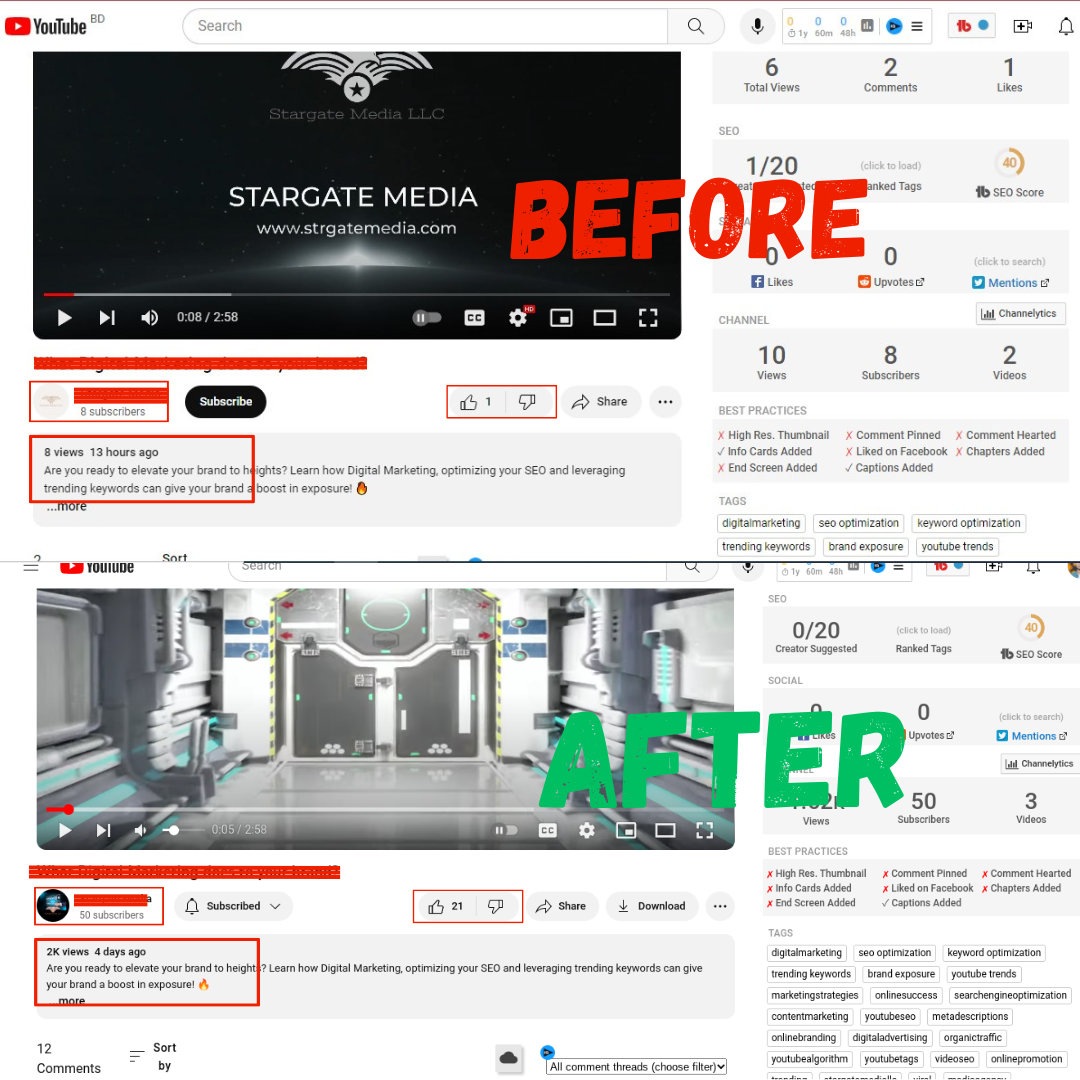 YouTube BD
Search
0 0 0
1y 60m 48h
Stargate Media LLC
STARGATE MEDIA
www.strgatemedia.com
0:08 / 2:58
CC
HD
8 subscribers
Subscribe
1
Share
8 views 13 hours ago
Are you ready to elevate your brand to heights? Learn how Digital Marketing, optimizing your SEO and leveraging
trending keywords can give your brand a boost in exposure! 🔥
...more
Sort
6 2 1
Total Views Comments Likes
SEO
1/20 (click to load) 40
SEO Score
BEFORE
0 0 (click to search)
Likes Upvotes Mentions
Channelytics
CHANNEL
10 8 2
Views Subscribers Videos
BEST PRACTICES
✗ High Res. Thumbnail ✗ Comment Pinned ✗ Comment Hearted
✓ Info Cards Added ✗ Liked on Facebook ✗ Chapters Added
✗ End Screen Added ✓ Captions Added
TAGS
digitalmarketing seo optimization keyword optimization
trending keywords brand exposure youtube trends
YouTube
Search
1y 60m 48h
0:05 / 2:58
CC
50 subscribers
Subscribed
21
Share
Download
2K views 4 days ago
Are you ready to elevate your brand to heights? Learn how Digital Marketing, optimizing your SEO and leveraging trending keywords can give
your brand a boost in exposure! 🔥
...more
12
Comments
Sort
by
All comment threads (choose filter)
SEO
0/20 (click to load) 40
Creator Suggested Ranked Tags SEO Score
SOCIAL
0 0 (click to search)
Likes Upvotes Mentions
AFTER
Channelytics
50 3
Views Subscribers Videos
BEST PRACTICES
✗ High Res. Thumbnail ✗ Comment Pinned ✗ Comment Hearted
✗ Info Cards Added ✗ Liked on Facebook ✗ Chapters Added
✗ End Screen Added ✓ Captions Added
TAGS
digitalmarketing seo optimization keyword optimization
trending keywords brand exposure youtube trends
marketingstrategies onlinesuccess searchengineoptimization
contentmarketing youtubeseo metadescriptions
onlinebranding digitaladvertising organictraffic
youtubealgorithm youtubetags videoseo onlinepromotion